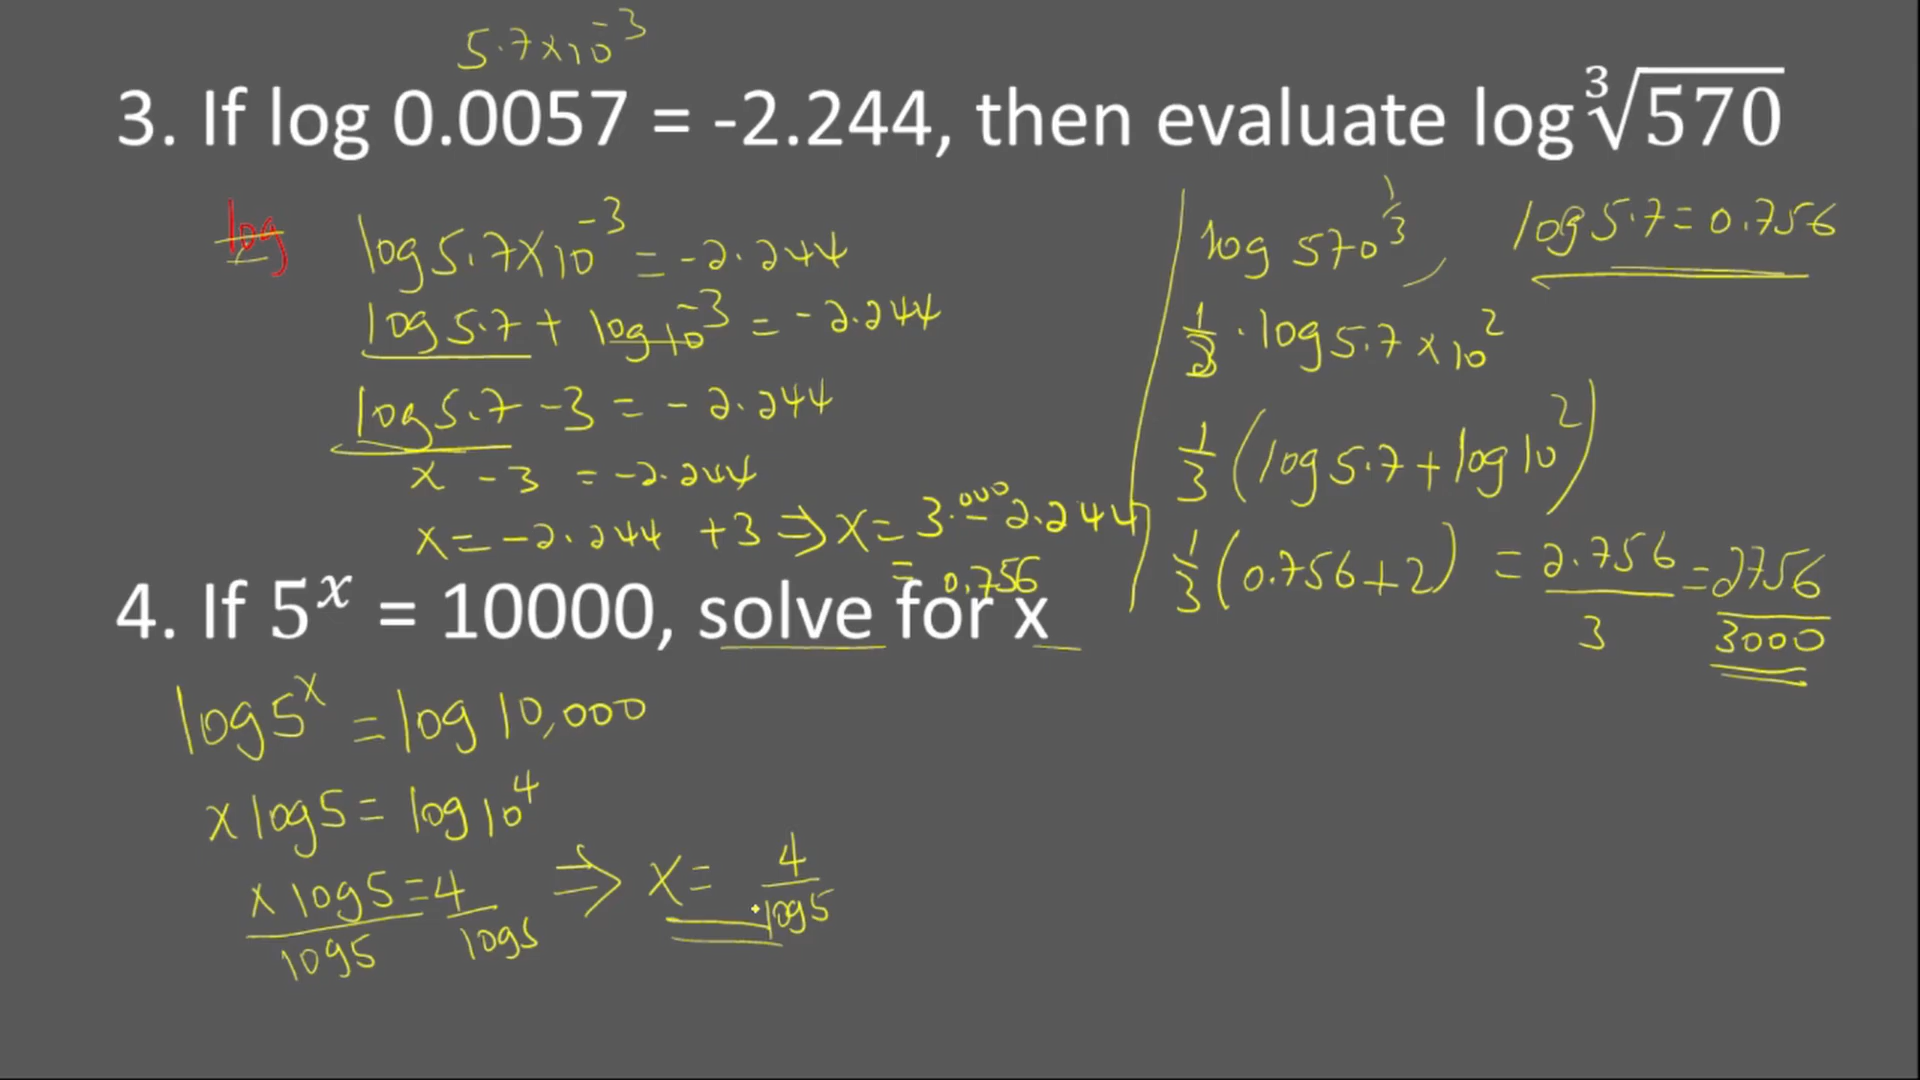 5.7×10⁻³
3. If log 0.0057 = -2.244, then evaluate log ∛570
log
log 5.7×10⁻³ = -2.244
log 5.7 + log 10⁻³ = -2.244
log 5.7 - 3 = -2.244
x - 3 = -2.244
x = -2.244 + 3 ⇒ x = 3.000 - 2.244
= 0.756
log 570^1/3 ,
log 5.7 = 0.756
1/3 · log 5.7 × 10²
1/3 (log 5.7 + log 10²)
1/3 (0.756 + 2) = 2.756/3 = 2756/3000
4. If 5ˣ = 10000, solve for x
log 5ˣ = log 10,000
x log 5 = log 10⁴
x log 5 / log 5 = 4 / log 5 ⇒ x = 4 / log 5